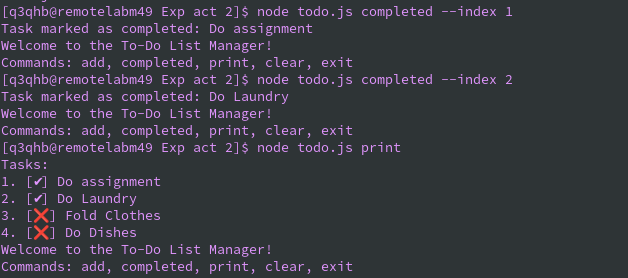 [q3qhb@remotelabm49 Exp act 2]$ node todo.js completed --index 1
Task marked as completed: Do assignment
Welcome to the To-Do List Manager!
Commands: add, completed, print, clear, exit
[q3qhb@remotelabm49 Exp act 2]$ node todo.js completed --index 2
Task marked as completed: Do Laundry
Welcome to the To-Do List Manager!
Commands: add, completed, print, clear, exit
[q3qhb@remotelabm49 Exp act 2]$ node todo.js print
Tasks:
1. [✔] Do assignment
2. [✔] Do Laundry
3. [❌] Fold Clothes
4. [❌] Do Dishes
Welcome to the To-Do List Manager!
Commands: add, completed, print, clear, exit